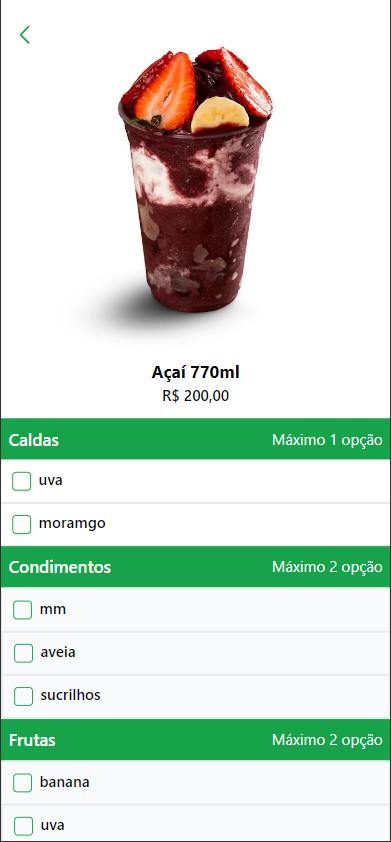 Açaí 770ml
R$ 200,00
Caldas Máximo 1 opção
uva
moramgo
Condimentos Máximo 2 opção
mm
aveia
sucrilhos
Frutas Máximo 2 opção
banana
uva